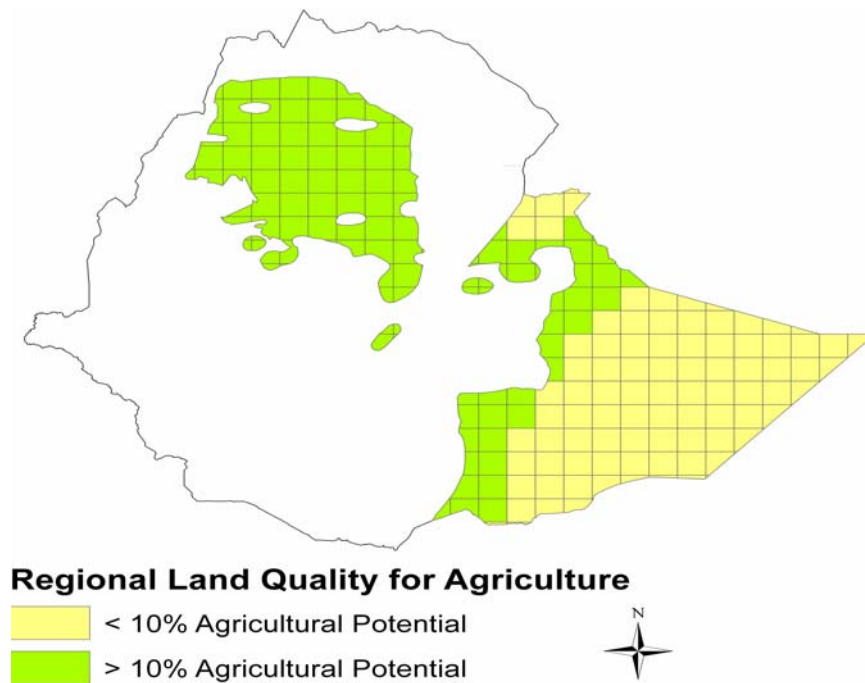 N
Regional Land Quality for Agriculture
< 10% Agricultural Potential
> 10% Agricultural Potential